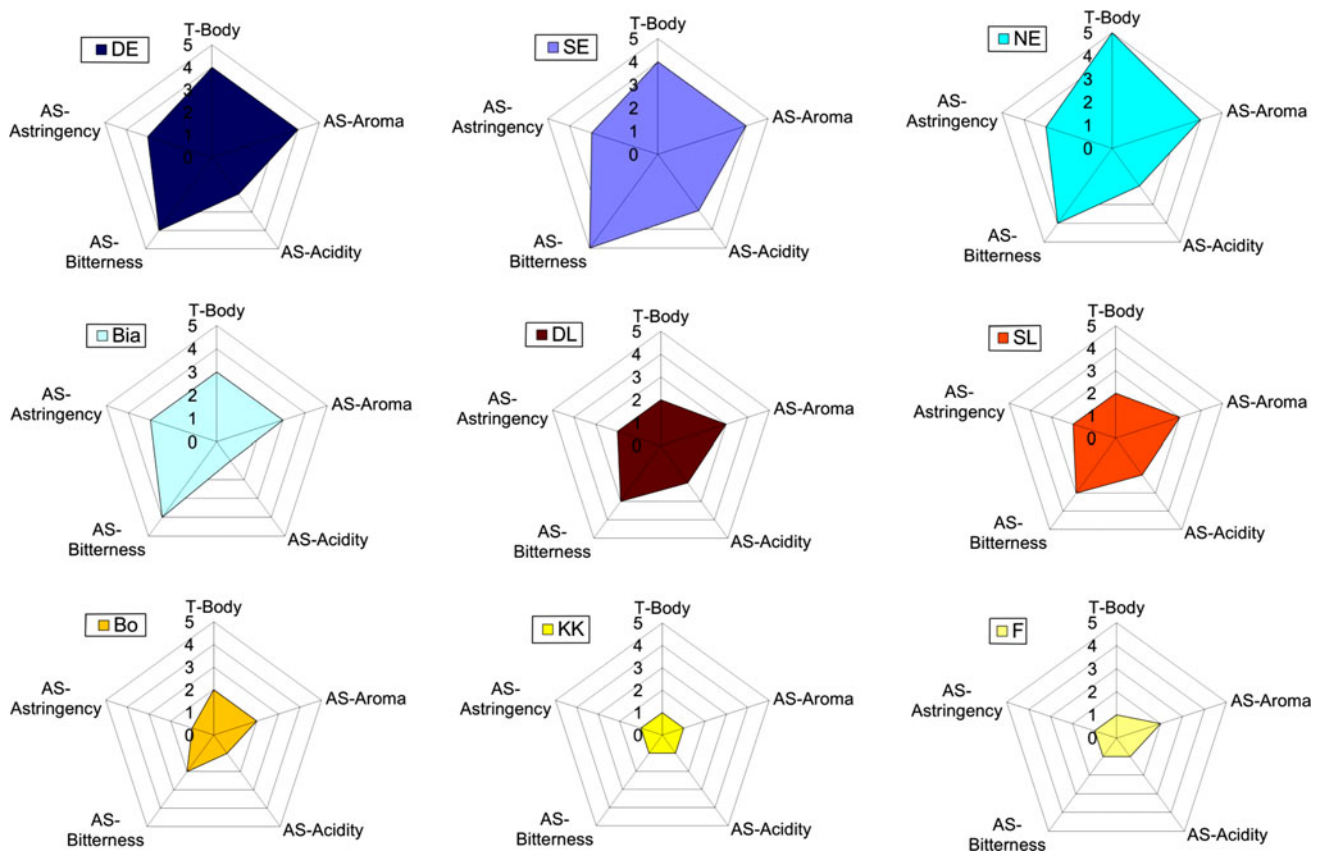 T-Body
5
4
3
2
1
0
DE
AS-
Astringency
AS-Aroma
AS-
Bitterness
AS-Acidity
T-Body
5
4
3
2
1
0
SE
AS-
Astringency
AS-Aroma
AS-
Bitterness
AS-Acidity
T-Body
5
4
3
2
1
0
NE
AS-
Astringency
AS-Aroma
AS-
Bitterness
AS-Acidity
T-Body
5
4
3
2
1
0
Bia
AS-
Astringency
AS-Aroma
AS-
Bitterness
AS-Acidity
T-Body
5
4
3
2
1
0
DL
AS-
Astringency
AS-Aroma
AS-
Bitterness
AS-Acidity
T-Body
5
4
3
2
1
0
SL
AS-
Astringency
AS-Aroma
AS-
Bitterness
AS-Acidity
T-Body
5
4
3
2
1
0
Bo
AS-
Astringency
AS-Aroma
AS-
Bitterness
AS-Acidity
T-Body
5
4
3
2
1
0
KK
AS-
Astringency
AS-Aroma
AS-
Bitterness
AS-Acidity
T-Body
5
4
3
2
1
0
F
AS-
Astringency
AS-Aroma
AS-
Bitterness
AS-Acidity